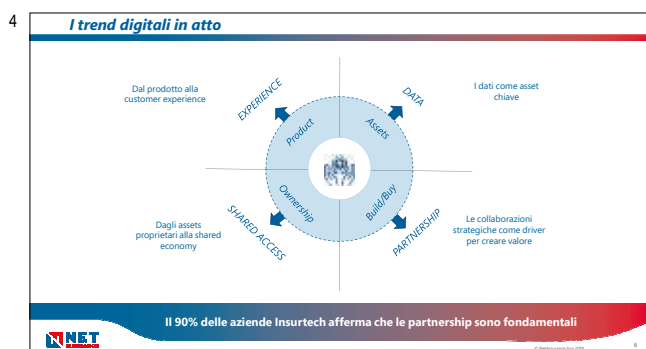 4
I trend digitali in atto
Dal prodotto alla
customer experience
EXPERIENCE
DATA
I dati come asset
chiave
Product
Assets
Ownership
Build/Buy
Dagli assets
proprietari alla shared
economy
SHARED ACCESS
PARTNERSHIP
Le collaborazioni
strategiche come driver
per creare valore
Il 90% delle aziende Insurtech afferma che le partnership sono fondamentali
NET
6